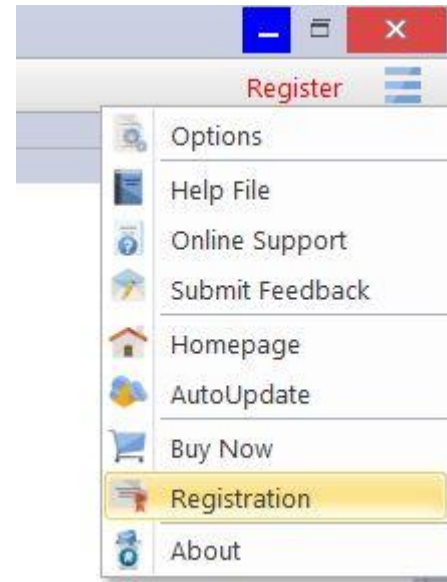 Register
Options
Help File
Online Support
Submit Feedback
Homepage
AutoUpdate
Buy Now
Registration
About